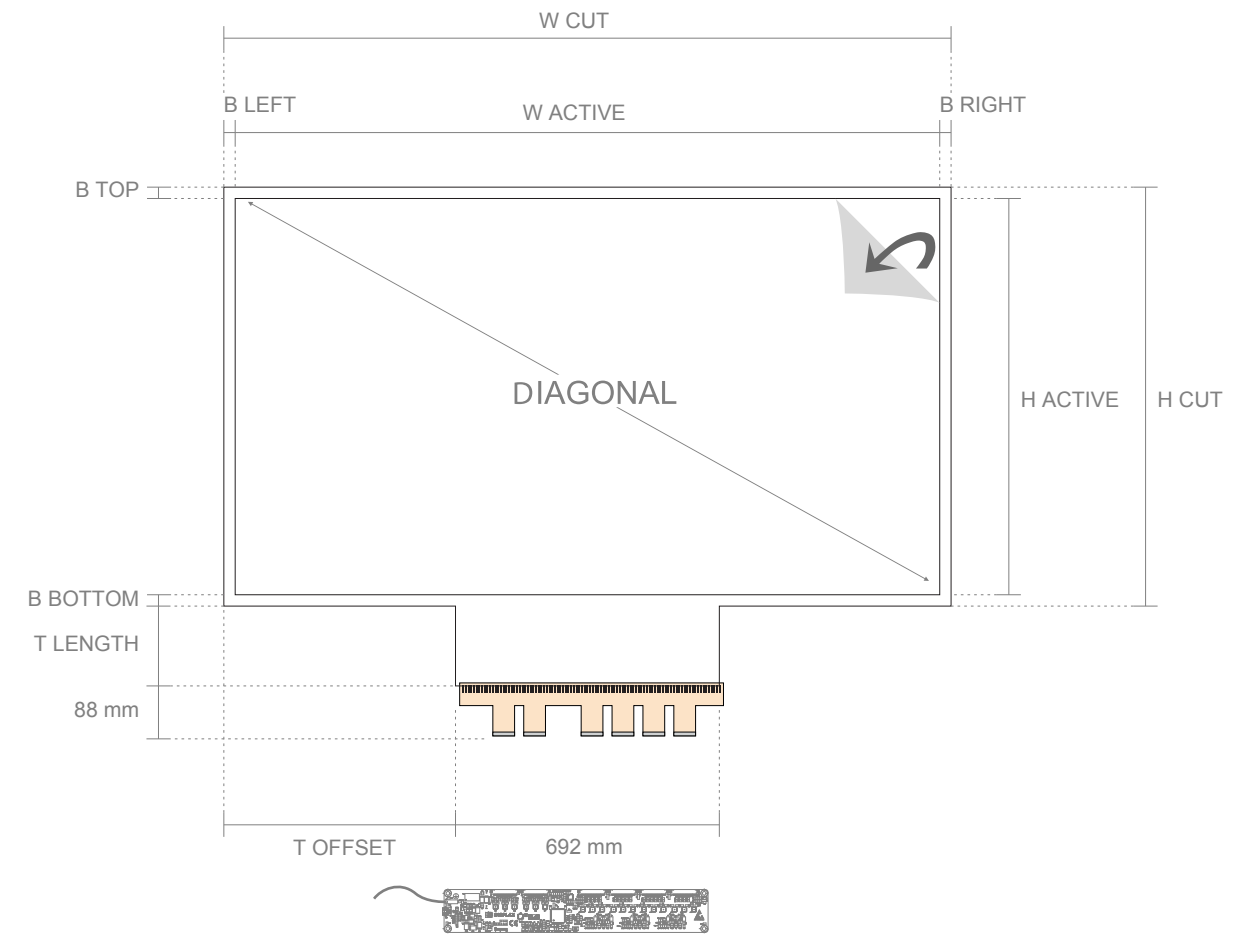 W CUT
B LEFT
W ACTIVE
B RIGHT
B TOP
DIAGONAL
H ACTIVE
H CUT
B BOTTOM
T LENGTH
88 mm
T OFFSET
692 mm